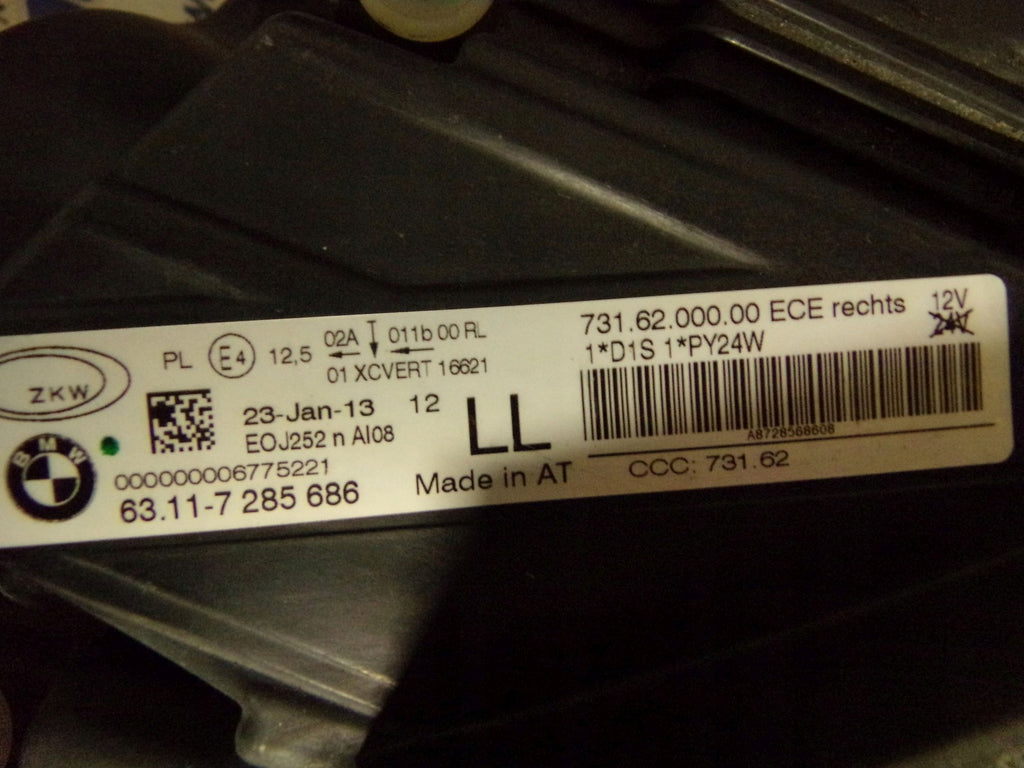 ZKW
BMW
PL E4 12,5 02A 011b 00 RL
01 XCVERT 16621
23-Jan-13 12
EOJ252 n AI08
000000006775221
63.11-7 285 686
LL
Made in AT
731.62.000.00 ECE rechts 12V
24V
1*D1S 1*PY24W
A8728568608
CCC: 731.62